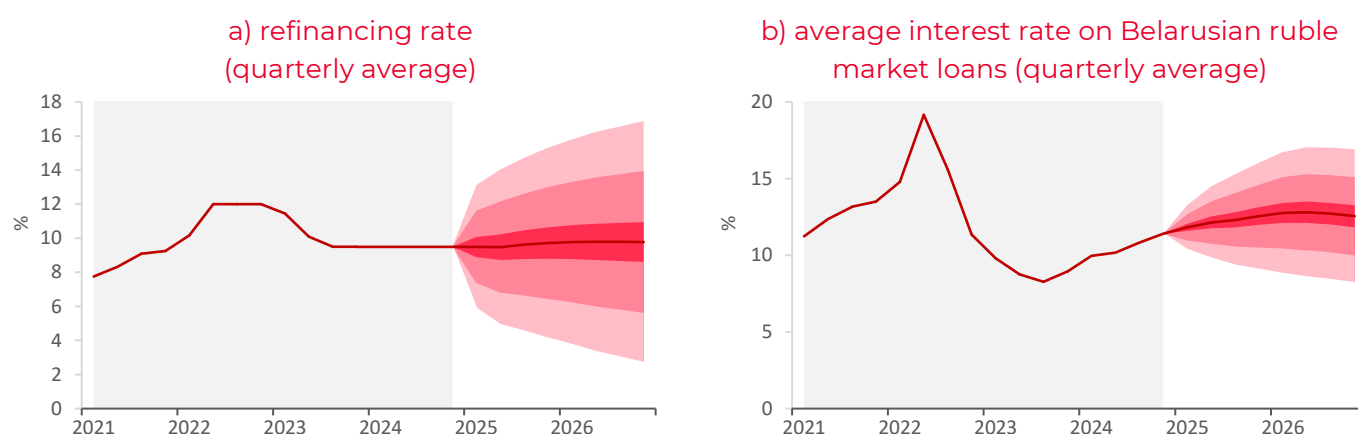 a) refinancing rate
(quarterly average)
18
16
14
12
10
8
6
4
2
0
%
2021 2022 2023 2024 2025 2026
b) average interest rate on Belarusian ruble
market loans (quarterly average)
20
15
10
5
0
%
2021 2022 2023 2024 2025 2026